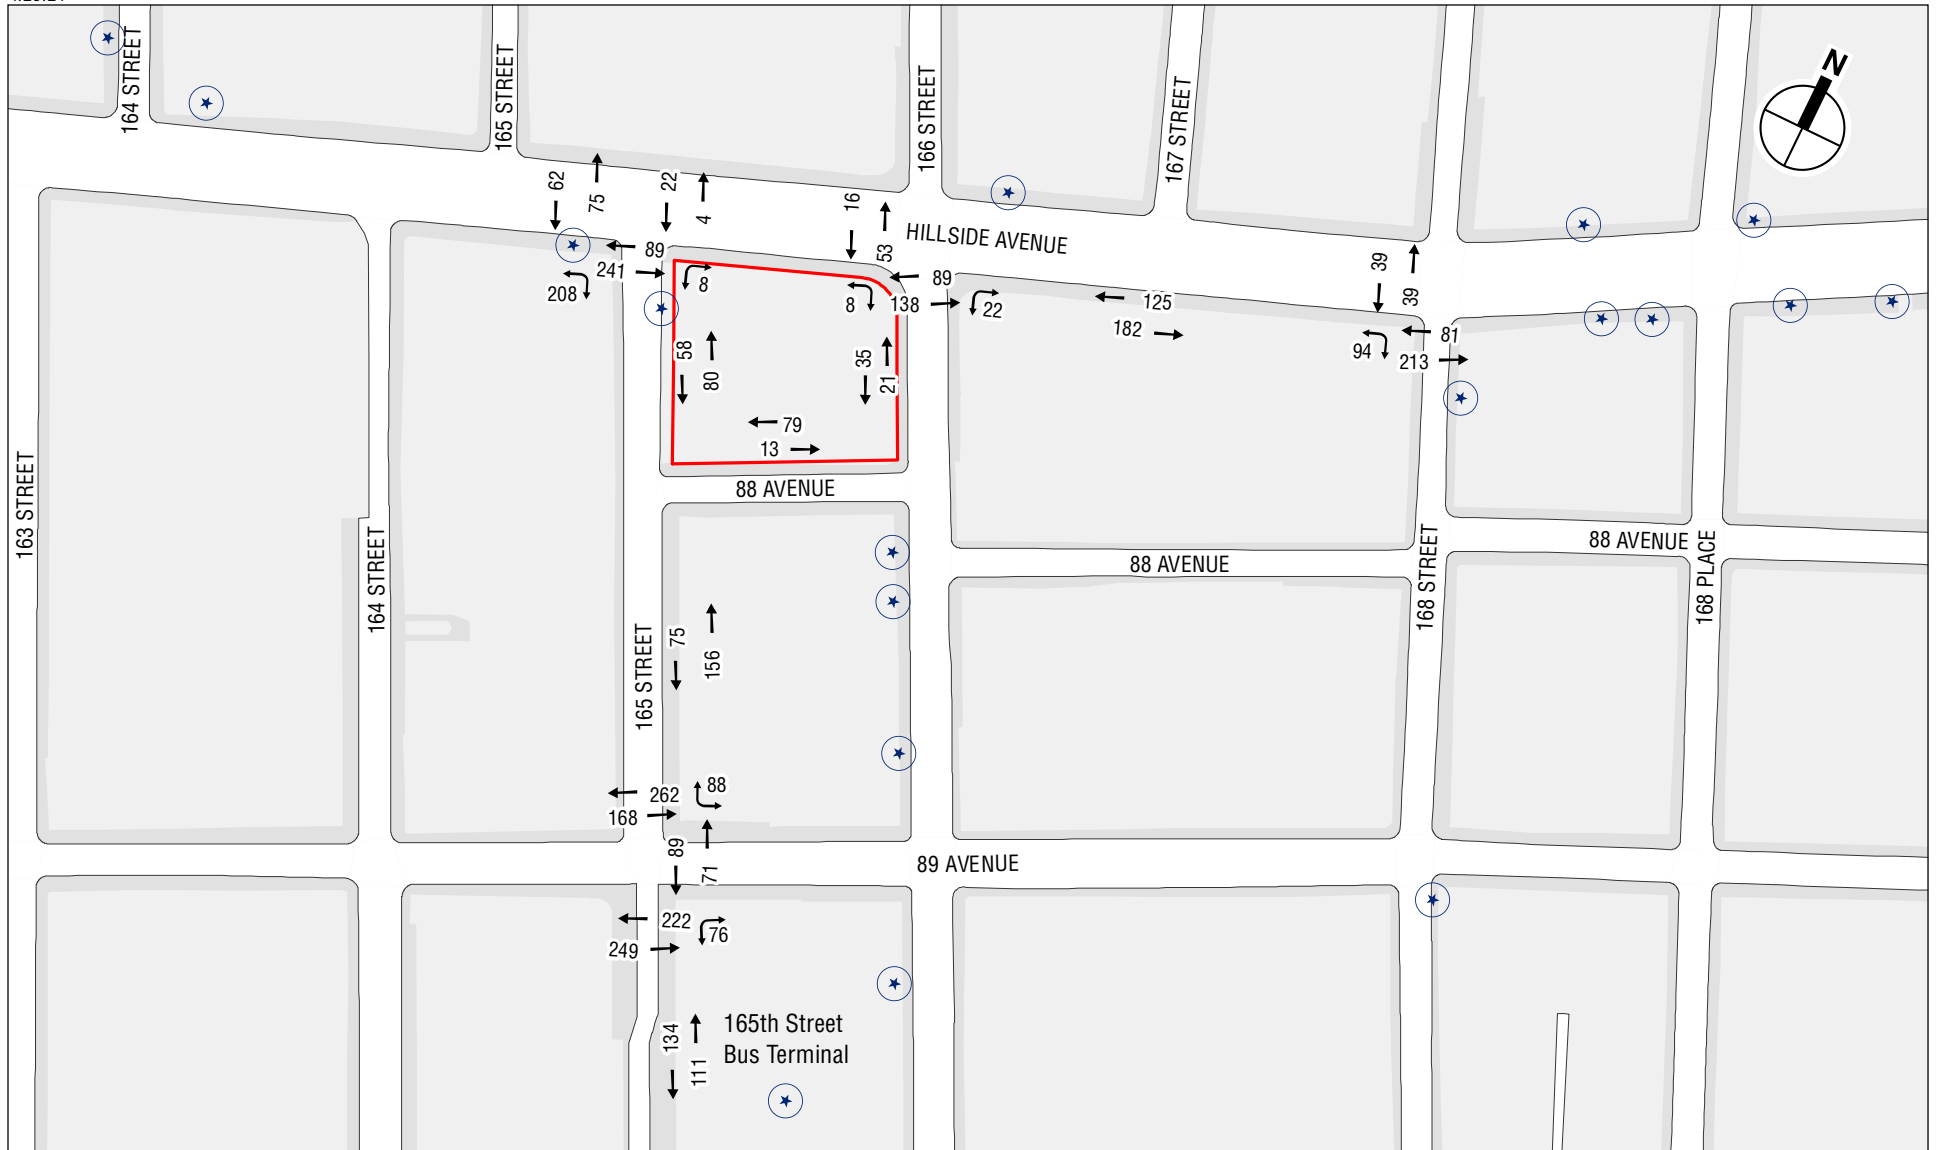 164 STREET
165 STREET
166 STREET
167 STREET
N
62
75
22
4
16
53
HILLSIDE AVENUE
39
39
89
241
208
8
8
89
138
22
125
182
94
81
213
58
80
35
21
79
13
88 AVENUE
163 STREET
164 STREET
165 STREET
88 AVENUE
168 STREET
88 AVENUE
168 PLACE
75
156
262
168
88
89
71
89 AVENUE
222
249
76
134
111
165th Street
Bus Terminal